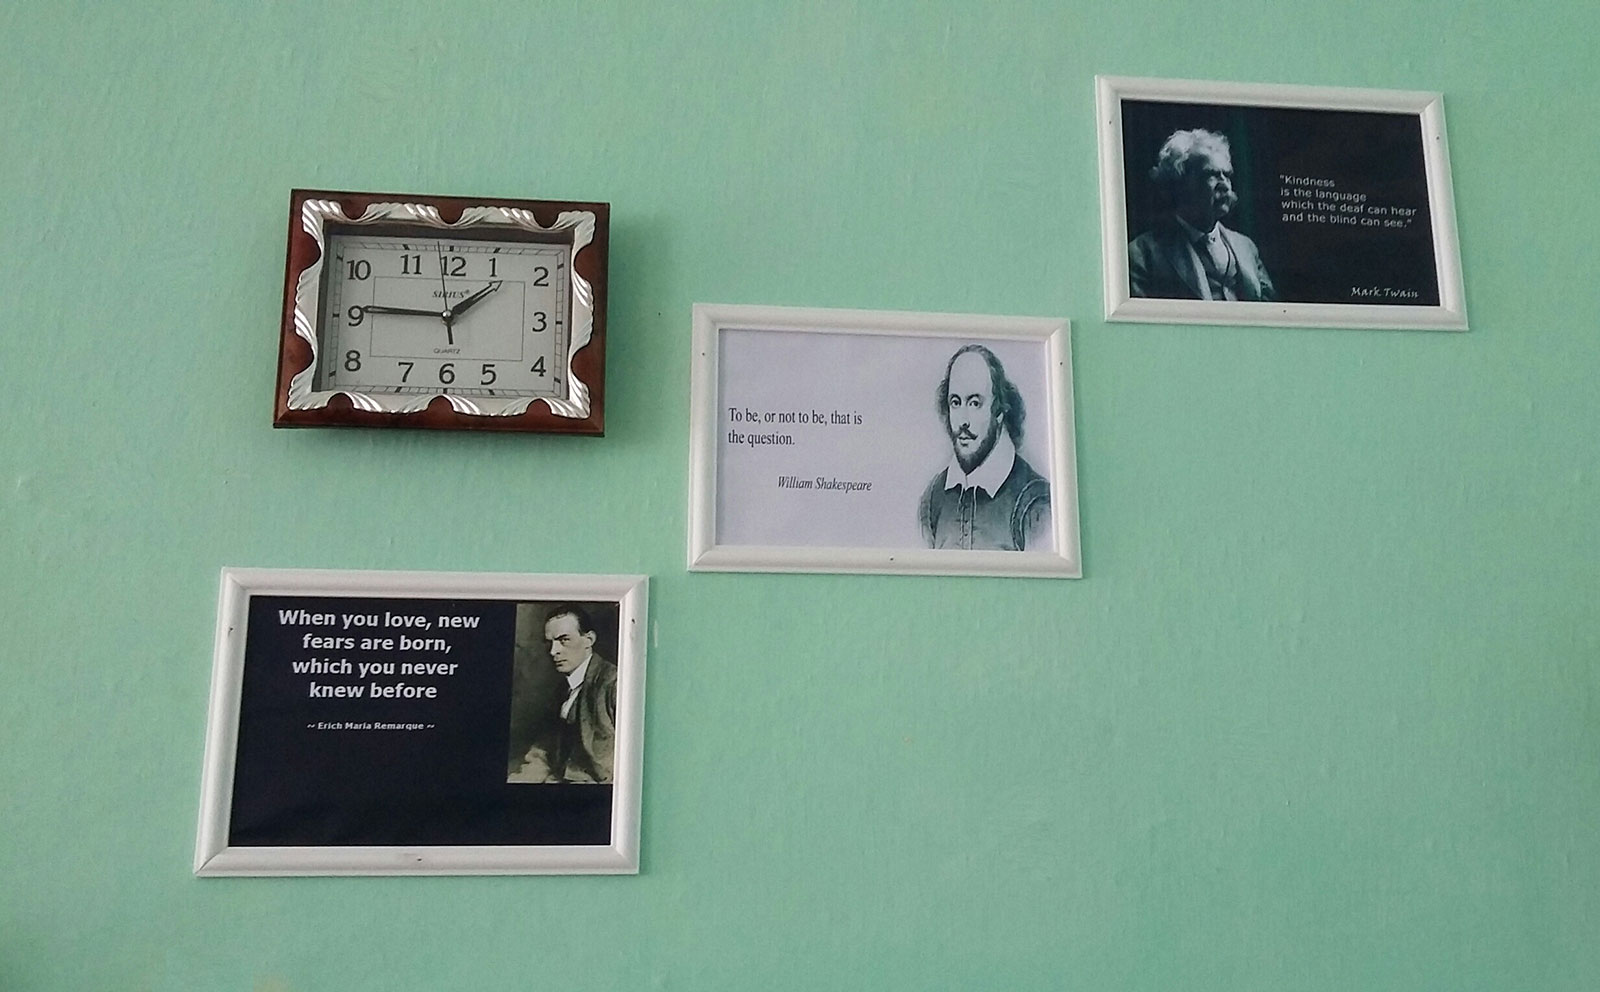 10 11 12 1 2
SIRIUS®
9 3
QUARTZ
8 7 6 5 4
"Kindness
is the language
which the deaf can hear
and the blind can see."
Mark Twain
To be, or not to be, that is
the question.
William Shakespeare
When you love, new
fears are born,
which you never
knew before
~ Erich Maria Remarque ~